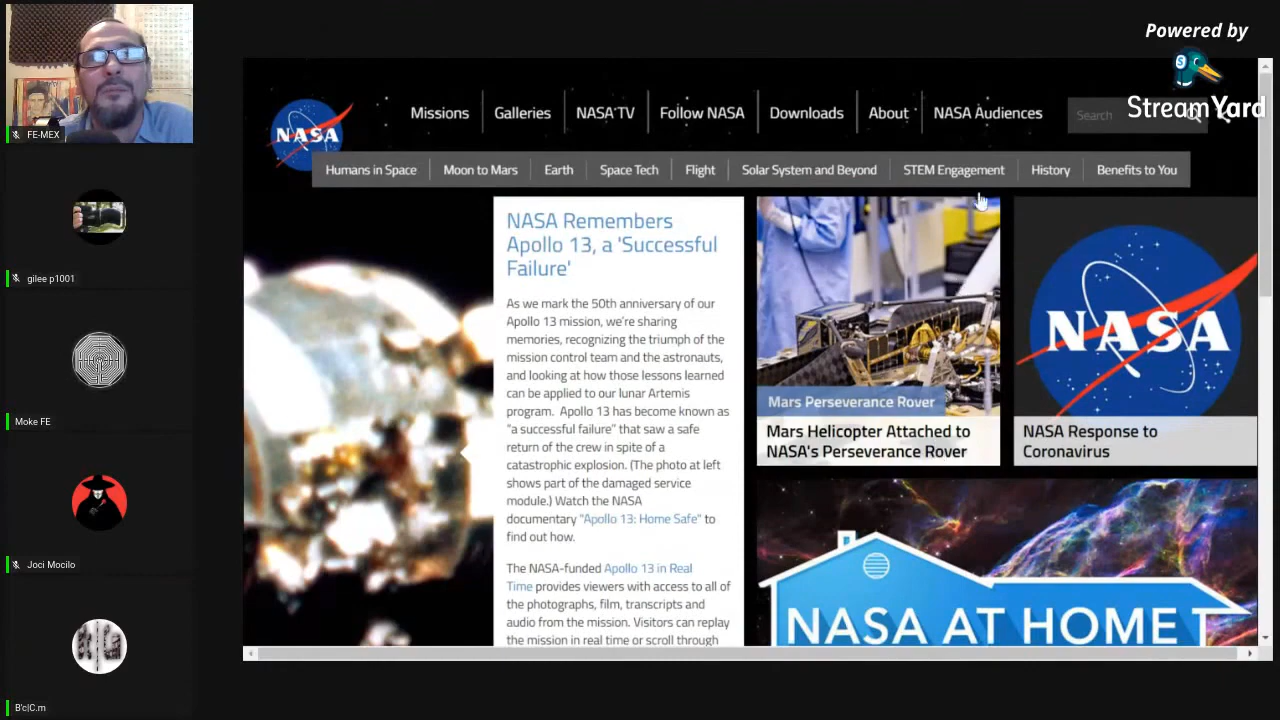 Powered by
StreamYard
FE-MEX
gilee p1001
Moke FE
Joci Mocilo
B'c|C.m
NASA
Missions
Galleries
NASA TV
Follow NASA
Downloads
About
NASA Audiences
Search
Humans in Space
Moon to Mars
Earth
Space Tech
Flight
Solar System and Beyond
STEM Engagement
History
Benefits to You
NASA Remembers
Apollo 13, a 'Successful
Failure'
As we mark the 50th anniversary of our
Apollo 13 mission, we're sharing
memories, recognizing the triumph of the
mission control team and the astronauts,
and looking at how those lessons learned
can be applied to our lunar Artemis
program. Apollo 13 has become known as
"a successful failure" that saw a safe
return of the crew in spite of a
catastrophic explosion. (The photo at left
shows part of the damaged service
module.) Watch the NASA
documentary "Apollo 13: Home Safe" to
find out how.
The NASA-funded Apollo 13 in Real
Time provides viewers with access to all of
the photographs, film, transcripts and
audio from the mission. Visitors can replay
the mission in real time or scroll through
Mars Perseverance Rover
Mars Helicopter Attached to
NASA's Perseverance Rover
NASA
NASA Response to
Coronavirus
NASA AT HOME